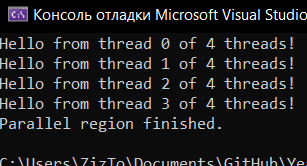 Консоль отладки Microsoft Visual Studio
Hello from thread 0 of 4 threads!
Hello from thread 1 of 4 threads!
Hello from thread 2 of 4 threads!
Hello from thread 3 of 4 threads!
Parallel region finished.
C:\Users\ZizTo\Documents\GitHub\Ye